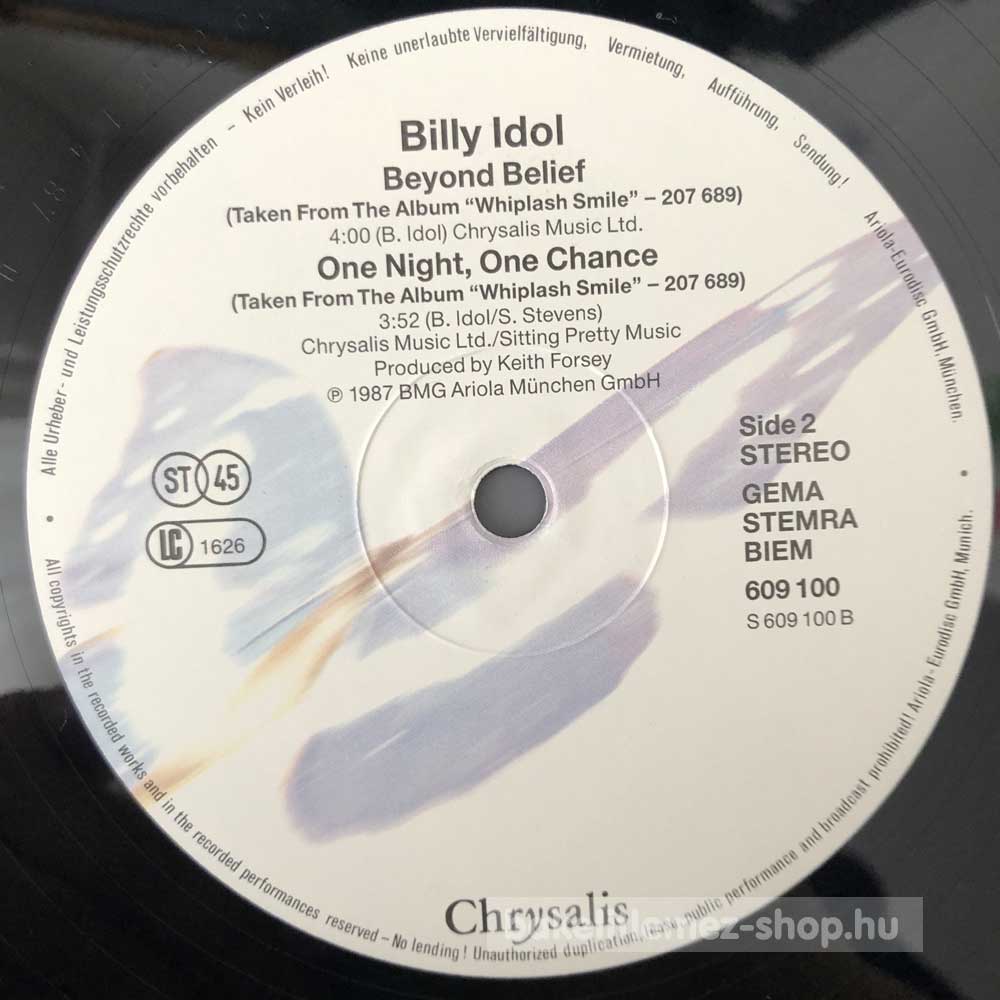 Alle Urheber- und Leistungsschutzrechte vorbehalten – Kein Verleih! Keine unerlaubte Vervielfältigung, Vermietung, Aufführung, Sendung!
Ariola-Eurodisc GmbH, München.
Billy Idol
Beyond Belief
(Taken From The Album “Whiplash Smile” – 207 689)
4:00 (B. Idol) Chrysalis Music Ltd.
One Night, One Chance
(Taken From The Album “Whiplash Smile” – 207 689)
3:52 (B. Idol/S. Stevens)
Chrysalis Music Ltd./Sitting Pretty Music
Produced by Keith Forsey
℗ 1987 BMG Ariola München GmbH
ST 45
LC 1626
Side 2
STEREO
GEMA
STEMRA
BIEM
609 100
S 609 100 B
Chrysalis
All copyrights in the recorded works and in the recorded performances reserved – No lending! Unauthorized duplication, public performance and broadcast prohibited! Ariola-Eurodisc GmbH, Munich.
bakelitlemez-shop.hu